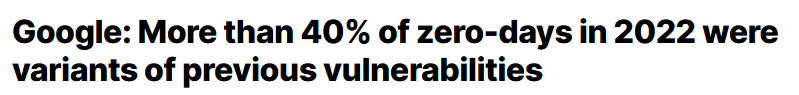 Google: More than 40% of zero-days in 2022 were
variants of previous vulnerabilities